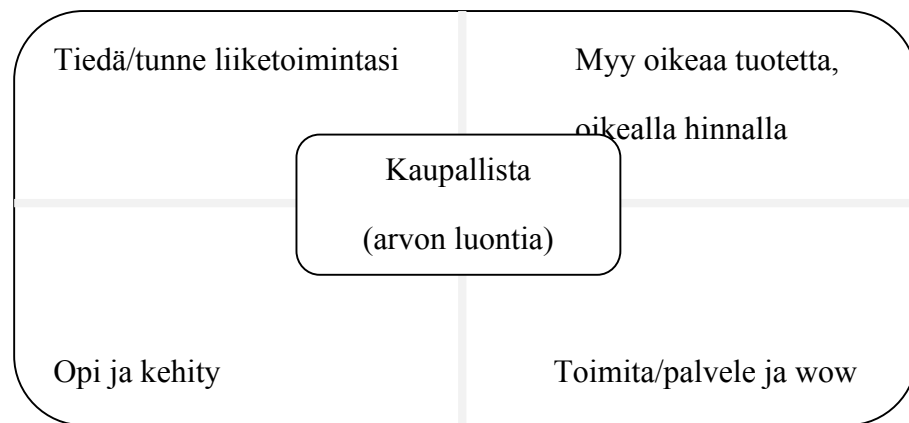 Tiedä/tunne liiketoimintasi
Myy oikeaa tuotetta,
oikealla hinnalla
Kaupallista
(arvon luontia)
Opi ja kehity
Toimita/palvele ja wow